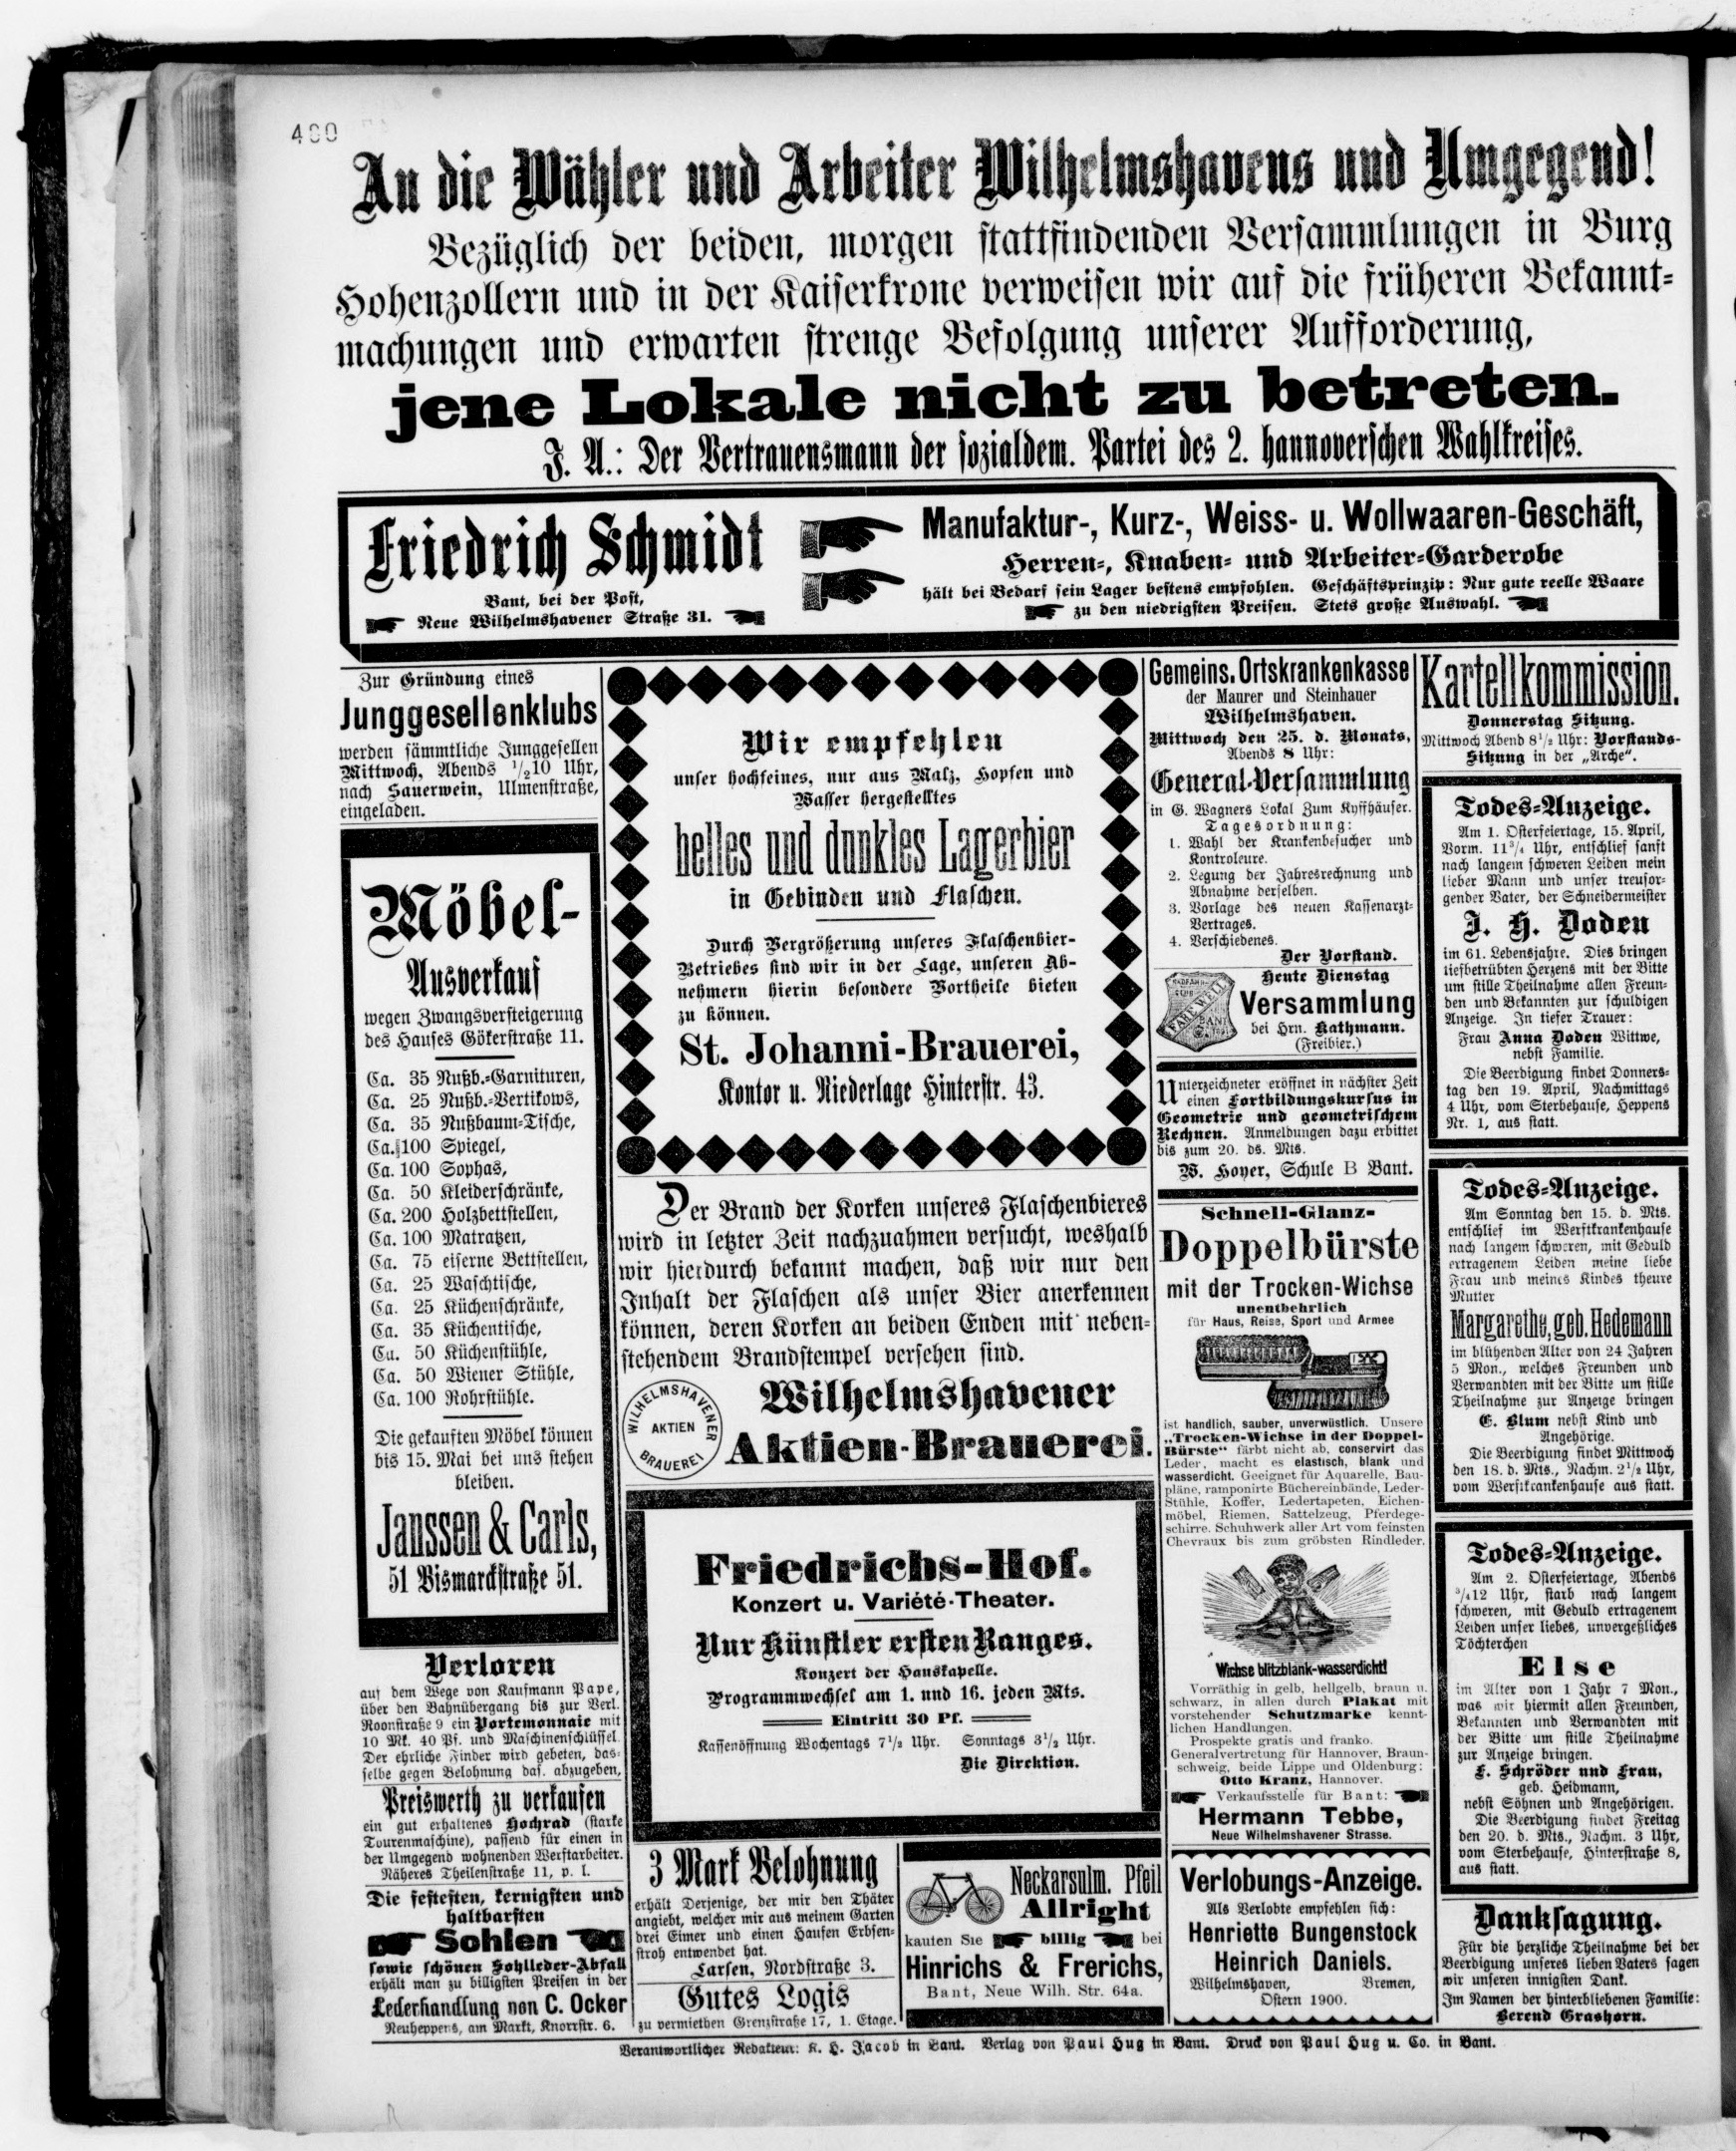 400
An die Wähler und Arbeiter Wilhelmshavens und Umgegend!
Bezüglich der beiden, morgen stattfindenden Versammlungen in Burg
Hohenzollern und in der Kaiserkrone verweisen wir auf die früheren Bekannt-
machungen und erwarten strenge Befolgung unserer Aufforderung,
jene Lokale nicht zu betreten.
J. A.: Der Vertrauensmann der sozialdem. Partei des 2. hannoverschen Wahlkreises.
Friedrich Schmidt
Bant, bei der Post,
Neue Wilhelmshavener Straße 31.
Manufaktur-, Kurz-, Weiss- u. Wollwaaren-Geschäft,
Herren-, Knaben- und Arbeiter-Garderobe
hält bei Bedarf sein Lager bestens empfohlen. Geschäftsprinzip: Nur gute reelle Waare
zu den niedrigsten Preisen. Stets große Auswahl.
Zur Gründung eines
Junggesellenklubs
werden sämmtliche Junggesellen
Mittwoch, Abends 1/2 10 Uhr,
nach Sauerwein, Ulmenstraße,
eingeladen.
Möbel-
Ausverkauf
wegen Zwangsversteigerung
des Hauses Gökerstraße 11.
Ca. 35 Nußb.-Garnituren,
Ca. 25 Nußb.-Vertikows,
Ca. 35 Nußbaum-Tische,
Ca. 100 Spiegel,
Ca. 100 Sophas,
Ca. 50 Kleiderschränke,
Ca. 200 Holzbettstellen,
Ca. 100 Matratzen,
Ca. 75 eiserne Bettstellen,
Ca. 25 Waschtische,
Ca. 25 Küchenschränke,
Ca. 35 Küchentische,
Ca. 50 Küchenstühle,
Ca. 50 Wiener Stühle,
Ca. 100 Rohrstühle.
Die gekauften Möbel können
bis 15. Mai bei uns stehen
bleiben.
Janssen & Carls,
51 Bismarckstraße 51.
Verloren
auf dem Wege von Kaufmann Pape,
über den Bahnübergang bis zur Verl.
Roonstraße 9 ein Portemonnaie mit
10 Mk. 40 Pf. und Maschinenschlüssel.
Der ehrliche Finder wird gebeten, das-
selbe gegen Belohnung das. abzugeben.
Preiswerth zu verkaufen
ein gut erhaltenes Hochrad (starke
Tourenmaschine), passend für einen in
der Umgegend wohnenden Werftarbeiter.
Näheres Theilenstraße 11, p. l.
Die festesten, kernigsten und
haltbarsten
Sohlen
sowie schönen Sohlleder-Abfall
erhält man zu billigsten Preisen in der
Lederhandlung von C. Ocker
Neuheppens, am Markt, Knorrstr. 6.
Wir empfehlen
unser hochfeines, nur aus Malz, Hopfen und
Wasser hergestelltes
helles und dunkles Lagerbier
in Gebinden und Flaschen.
Durch Vergrößerung unseres Flaschenbier-
Betriebes sind wir in der Lage, unseren Ab-
nehmern hierin besondere Vortheile bieten
zu können.
St. Johanni-Brauerei,
Kontor u. Niederlage Hinterstr. 43.
Der Brand der Korken unseres Flaschenbieres
wird in letzter Zeit nachzuahmen versucht, weshalb
wir hierdurch bekannt machen, daß wir nur den
Inhalt der Flaschen als unser Bier anerkennen
können, deren Korken an beiden Enden mit neben-
stehendem Brandstempel versehen sind.
WILHELMSHAVENER
AKTIEN
BRAUEREI
Wilhelmshavener
Aktien-Brauerei.
Friedrichs-Hof.
Konzert u. Variété-Theater.
Nur Künstler ersten Ranges.
Konzert der Hauskapelle.
Programmwechsel am 1. und 16. jeden Mts.
Eintritt 30 Pf.
Kassenöffnung Wochentags 7 1/2 Uhr. Sonntags 3 1/2 Uhr.
Die Direktion.
3 Mark Belohnung
erhält Derjenige, der mir den Thäter
angiebt, welcher mir aus meinem Garten
drei Eimer und einen Haufen Erbsen-
stroh entwendet hat.
Larsen, Nordstraße 3.
Gutes Logis
zu vermiethen Grenzstraße 17, 1. Etage.
Neckarsulm. Pfeil
Allright
kaufen Sie billig bei
Hinrichs & Frerichs,
Bant, Neue Wilh. Str. 64a.
Gemeins. Ortskrankenkasse
der Maurer und Steinhauer
Wilhelmshaven.
Mittwoch den 25. d. Monats,
Abends 8 Uhr:
General-Versammlung
in G. Wagners Lokal Zum Kyffhäuser.
Tagesordnung:
1. Wahl der Krankenbesucher und
Kontroleure.
2. Legung der Jahresrechnung und
Abnahme derselben.
3. Vorlage des neuen Kassenarzt-
Vertrages.
4. Verschiedenes.
Der Vorstand.
FAREWELL
BANT
Heute Dienstag
Versammlung
bei Hrn. Rathmann.
(Freibier.)
Unterzeichneter eröffnet in nächster Zeit
einen Fortbildungskursus in
Geometrie und geometrischem
Rechnen. Anmeldungen dazu erbittet
bis zum 20. ds. Mts.
W. Hoyer, Schule B Bant.
Schnell-Glanz-
Doppelbürste
mit der Trocken-Wichse
unentbehrlich
für Haus, Reise, Sport und Armee
ist handlich, sauber, unverwüstlich. Unsere
„Trocken-Wichse in der Doppel-
Bürste“ färbt nicht ab, conservirt das
Leder, macht es elastisch, blank und
wasserdicht. Geeignet für Aquarelle, Bau-
pläne, ramponirte Büchereinbände, Leder-
Stühle, Koffer, Ledertapeten, Eichen-
möbel, Riemen, Sattelzeug, Pferdege-
schirre. Schuhwerk aller Art vom feinsten
Chevraux bis zum gröbsten Rindleder.
Wichse blitzblank-wasserdicht!
Vorräthig in gelb, hellgelb, braun u.
schwarz, in allen durch Plakat mit
vorstehender Schutzmarke kennt-
lichen Handlungen.
Prospekte gratis und franko.
Generalvertretung für Hannover, Braun-
schweig, beide Lippe und Oldenburg:
Otto Kranz, Hannover.
Verkaufsstelle für Bant:
Hermann Tebbe,
Neue Wilhelmshavener Strasse.
Verlobungs-Anzeige.
Als Verlobte empfehlen sich:
Henriette Bungenstock
Heinrich Daniels.
Wilhelmshaven, Bremen,
Ostern 1900.
Kartellkommission.
Donnerstag Sitzung.
Mittwoch Abend 8 1/2 Uhr: Vorstands-
Sitzung in der „Arche“.
Todes-Anzeige.
Am 1. Osterfeiertage, 15. April,
Vorm. 11 3/4 Uhr, entschlief sanft
nach langem schweren Leiden mein
lieber Mann und unser treusor-
gender Vater, der Schneidermeister
J. H. Doden
im 61. Lebensjahre. Dies bringen
tiefbetrübten Herzens mit der Bitte
um stille Theilnahme allen Freun-
den und Bekannten zur schuldigen
Anzeige. In tiefer Trauer:
Frau Anna Doden Wittwe,
nebst Familie.
Die Beerdigung findet Donners-
tag den 19. April, Nachmittags
4 Uhr, vom Sterbehause, Heppens
Nr. 1, aus statt.
Todes-Anzeige.
Am Sonntag den 15. d. Mts.
entschlief im Werftkrankenhause
nach langem schweren, mit Geduld
ertragenem Leiden meine liebe
Frau und meines Kindes theure
Mutter
Margarethe, geb. Hedemann
im blühenden Alter von 24 Jahren
5 Mon., welches Freunden und
Verwandten mit der Bitte um stille
Theilnahme zur Anzeige bringen
E. Blum nebst Kind und
Angehörige.
Die Beerdigung findet Mittwoch
den 18. d. Mts., Nachm. 2 1/2 Uhr,
vom Werftkrankenhause aus statt.
Todes-Anzeige.
Am 2. Osterfeiertage, Abends
3/4 12 Uhr, starb nach langem
schweren, mit Geduld ertragenem
Leiden unser liebes, unvergeßliches
Töchterchen
Else
im Alter von 1 Jahr 7 Mon.,
was wir hiermit allen Freunden,
Bekannten und Verwandten mit
der Bitte um stille Theilnahme
zur Anzeige bringen.
F. Schröder und Frau,
geb. Heidmann,
nebst Söhnen und Angehörigen.
Die Beerdigung findet Freitag
den 20. d. Mts., Nachm. 3 Uhr,
vom Sterbehause, Hinterstraße 8,
aus statt.
Danksagung.
Für die herzliche Theilnahme bei der
Beerdigung unseres lieben Vaters sagen
wir unseren innigsten Dank.
Im Namen der hinterbliebenen Familie:
Berend Grashorn.
Verantwortlicher Redakteur: K. H. Jacob in Bant. Verlag von Paul Hug in Bant. Druck von Paul Hug u. Co. in Bant.